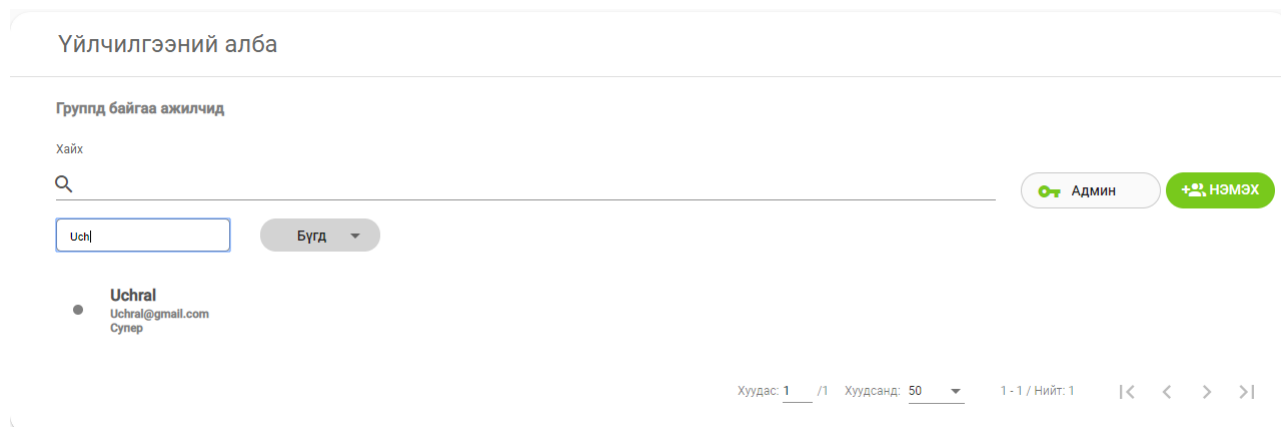 Үйлчилгээний алба
Группд байгаа ажилчид
Хайх
Админ
НЭМЭХ
Uch
Бүгд
Uchral
Uchral@gmail.com
Супер
Хуудас: 1 /1 Хуудсанд: 50 1 - 1 / Нийт: 1